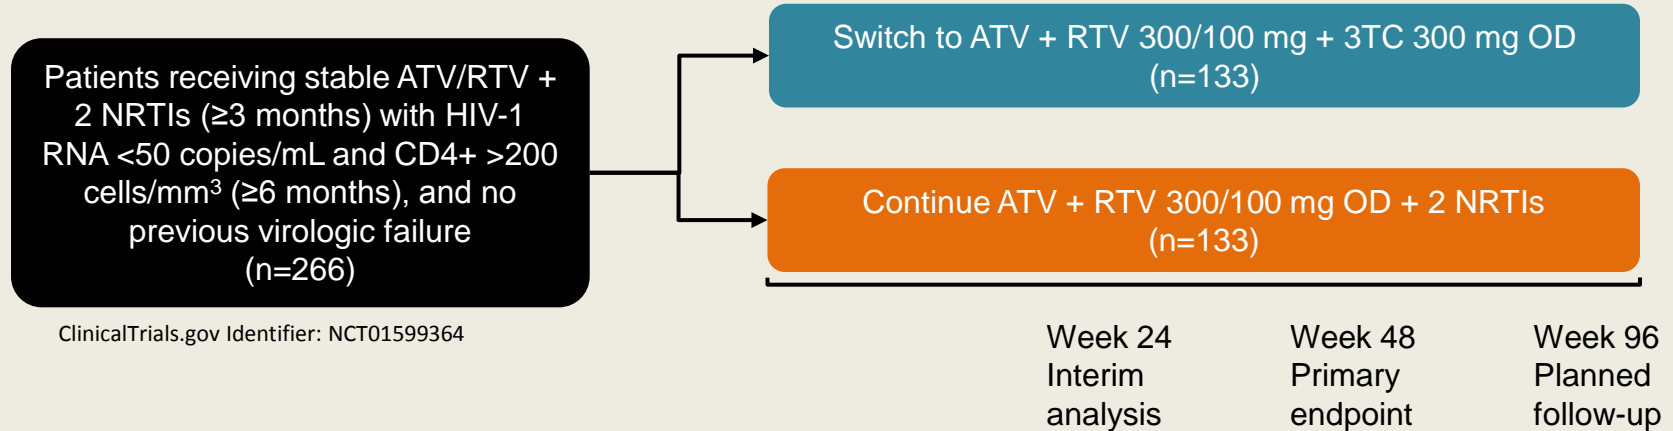 Patients receiving stable ATV/RTV +
2 NRTIs (≥3 months) with HIV-1
RNA <50 copies/mL and CD4+ >200
cells/mm³ (≥6 months), and no
previous virologic failure
(n=266)
Switch to ATV + RTV 300/100 mg + 3TC 300 mg OD
(n=133)
Continue ATV + RTV 300/100 mg OD + 2 NRTIs
(n=133)
ClinicalTrials.gov Identifier: NCT01599364
Week 24
Interim
analysis
Week 48
Primary
endpoint
Week 96
Planned
follow-up